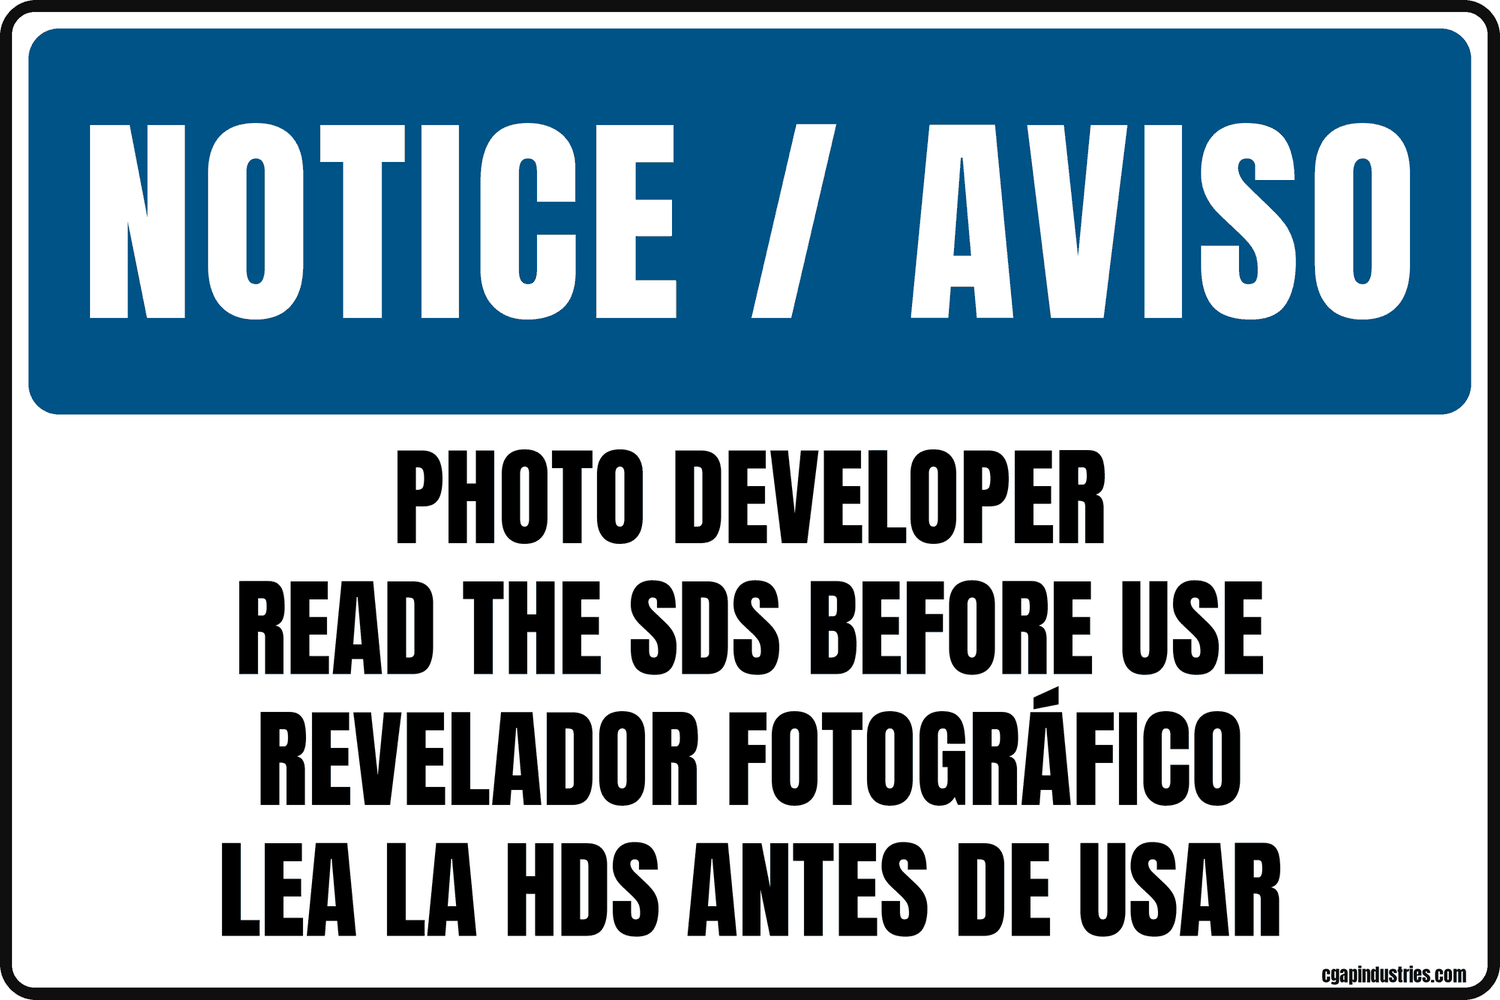 NOTICE / AVISO
PHOTO DEVELOPER
READ THE SDS BEFORE USE
REVELADOR FOTOGRÁFICO
LEA LA HDS ANTES DE USAR
cgapindustries.com